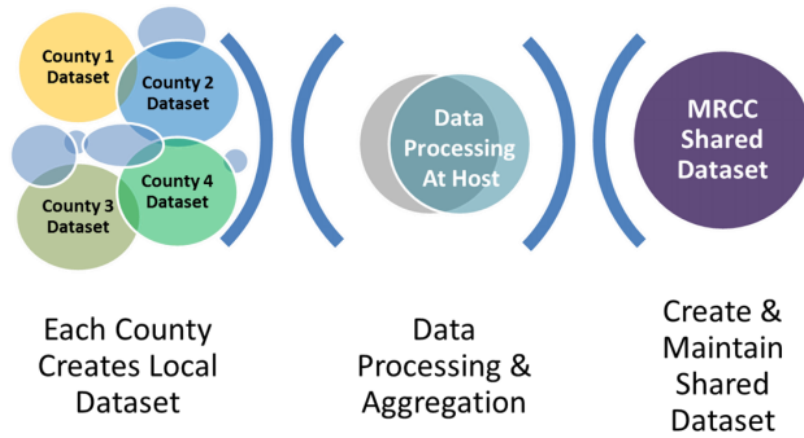 County 1
Dataset
County 2
Dataset
County 3
Dataset
County 4
Dataset
Data
Processing
At Host
MRCC
Shared
Dataset
Each County
Creates Local
Dataset
Data
Processing &
Aggregation
Create &
Maintain
Shared
Dataset